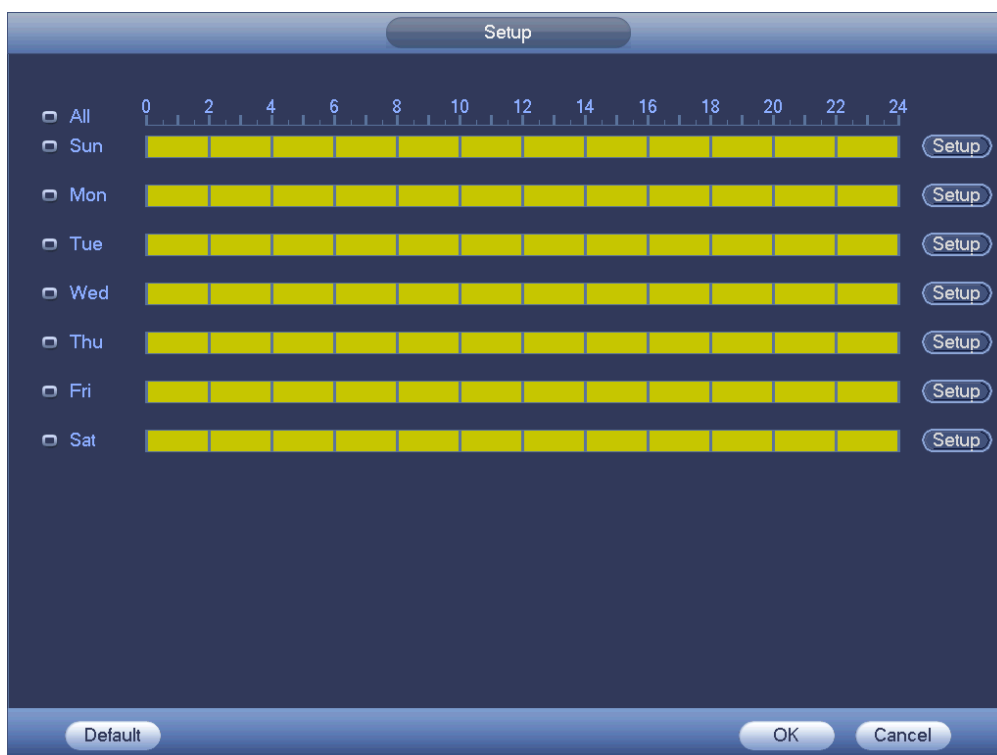 Setup
All 0 2 4 6 8 10 12 14 16 18 20 22 24
Sun Setup
Mon Setup
Tue Setup
Wed Setup
Thu Setup
Fri Setup
Sat Setup
Default OK Cancel